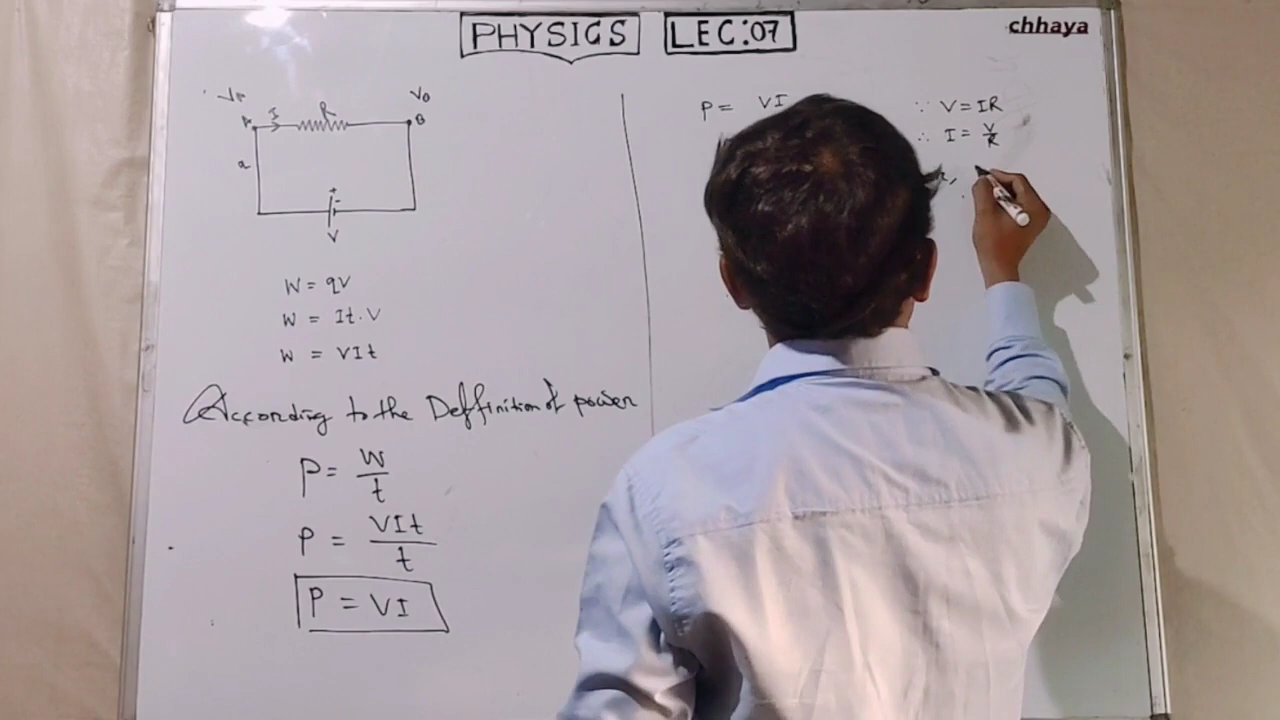 PHYSICS LEC:07
chhaya
I R
V
W = qV
W = It.V
W = VIt
According to the Deffinition of power
P = W/t
P = VIt/t
P = VI
P = VI
∵ V = IR
∴ I = V/R